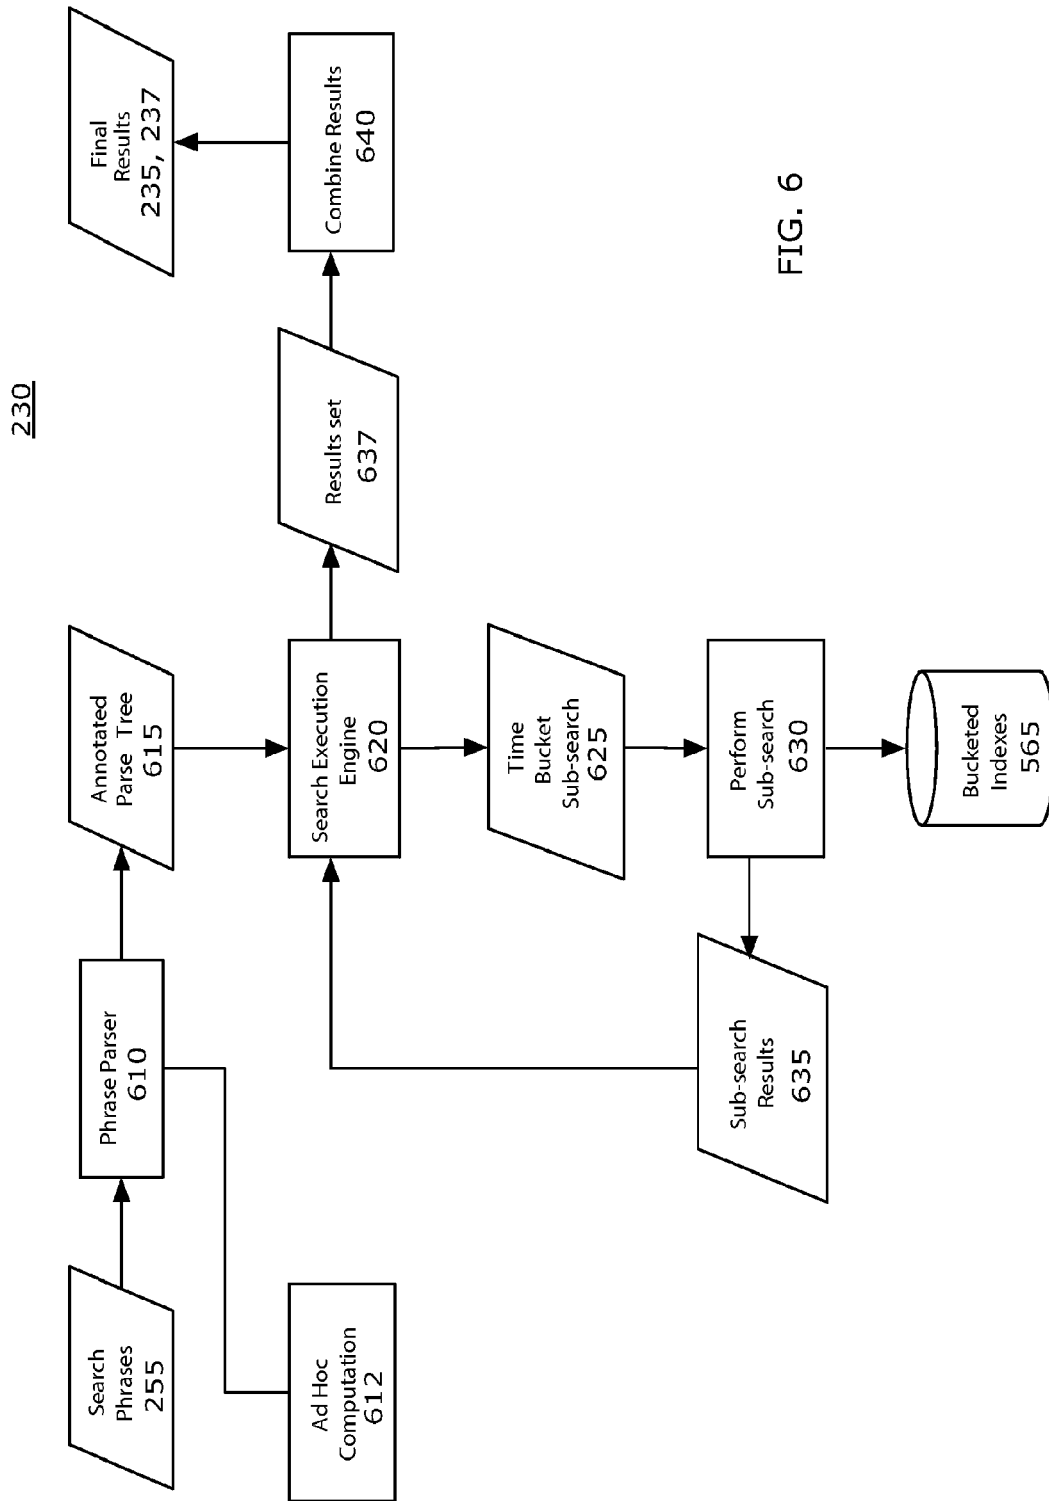 230
Search
Phrases
255
Phrase Parser
610
Annotated
Parse Tree
615
Final
Results
235, 237
Ad Hoc
Computation
612
Search Execution
Engine
620
Results set
637
Combine Results
640
Time
Bucket
Sub-search
625
Sub-search
Results
635
Perform
Sub-search
630
Bucketed
Indexes
565
FIG. 6